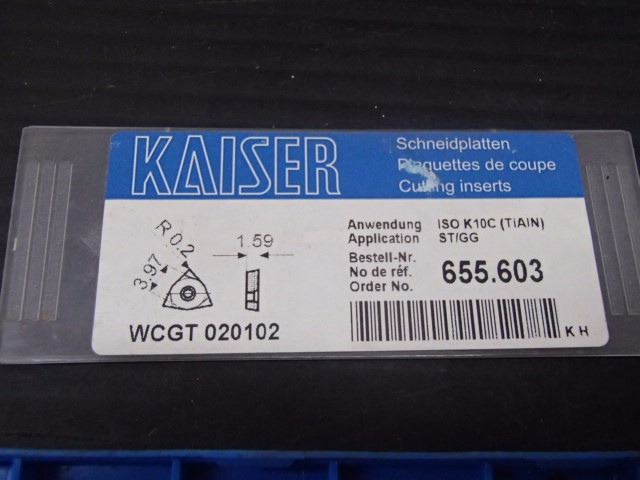 KAISER
Schneidplatten
Plaquettes de coupe
Cutting inserts
R 0.2
3.97
1.59
WCGT 020102
Anwendung ISO K10C (TiAlN)
Application ST/GG
Bestell-Nr.
No de réf. 655.603
Order No.
KH